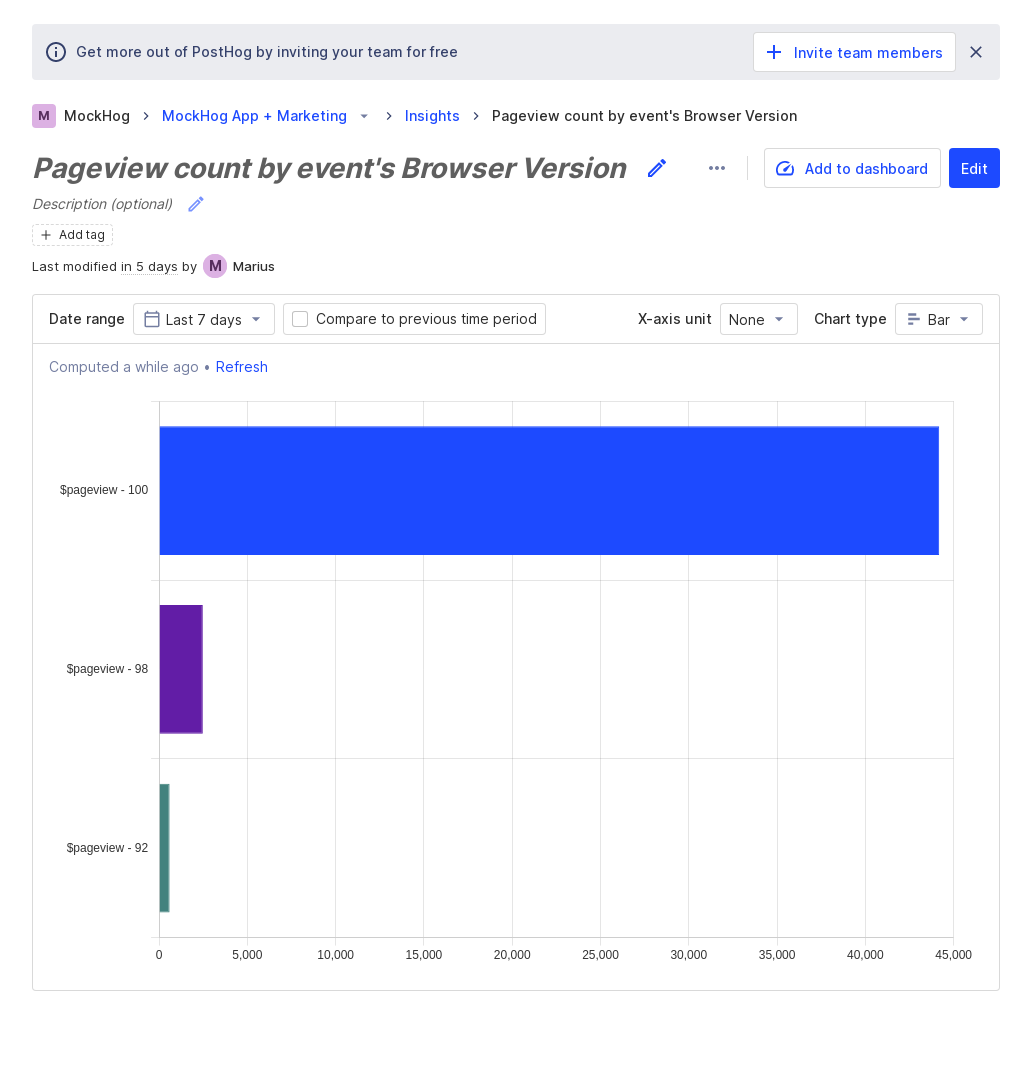 Get more out of PostHog by inviting your team for free
Invite team members
M MockHog MockHog App + Marketing Insights Pageview count by event's Browser Version
Pageview count by event's Browser Version
Add to dashboard
Edit
Description (optional)
Add tag
Last modified in 5 days by M Marius
Date range Last 7 days Compare to previous time period X-axis unit None Chart type Bar
Computed a while ago • Refresh
$pageview - 100
$pageview - 98
$pageview - 92
0 5,000 10,000 15,000 20,000 25,000 30,000 35,000 40,000 45,000